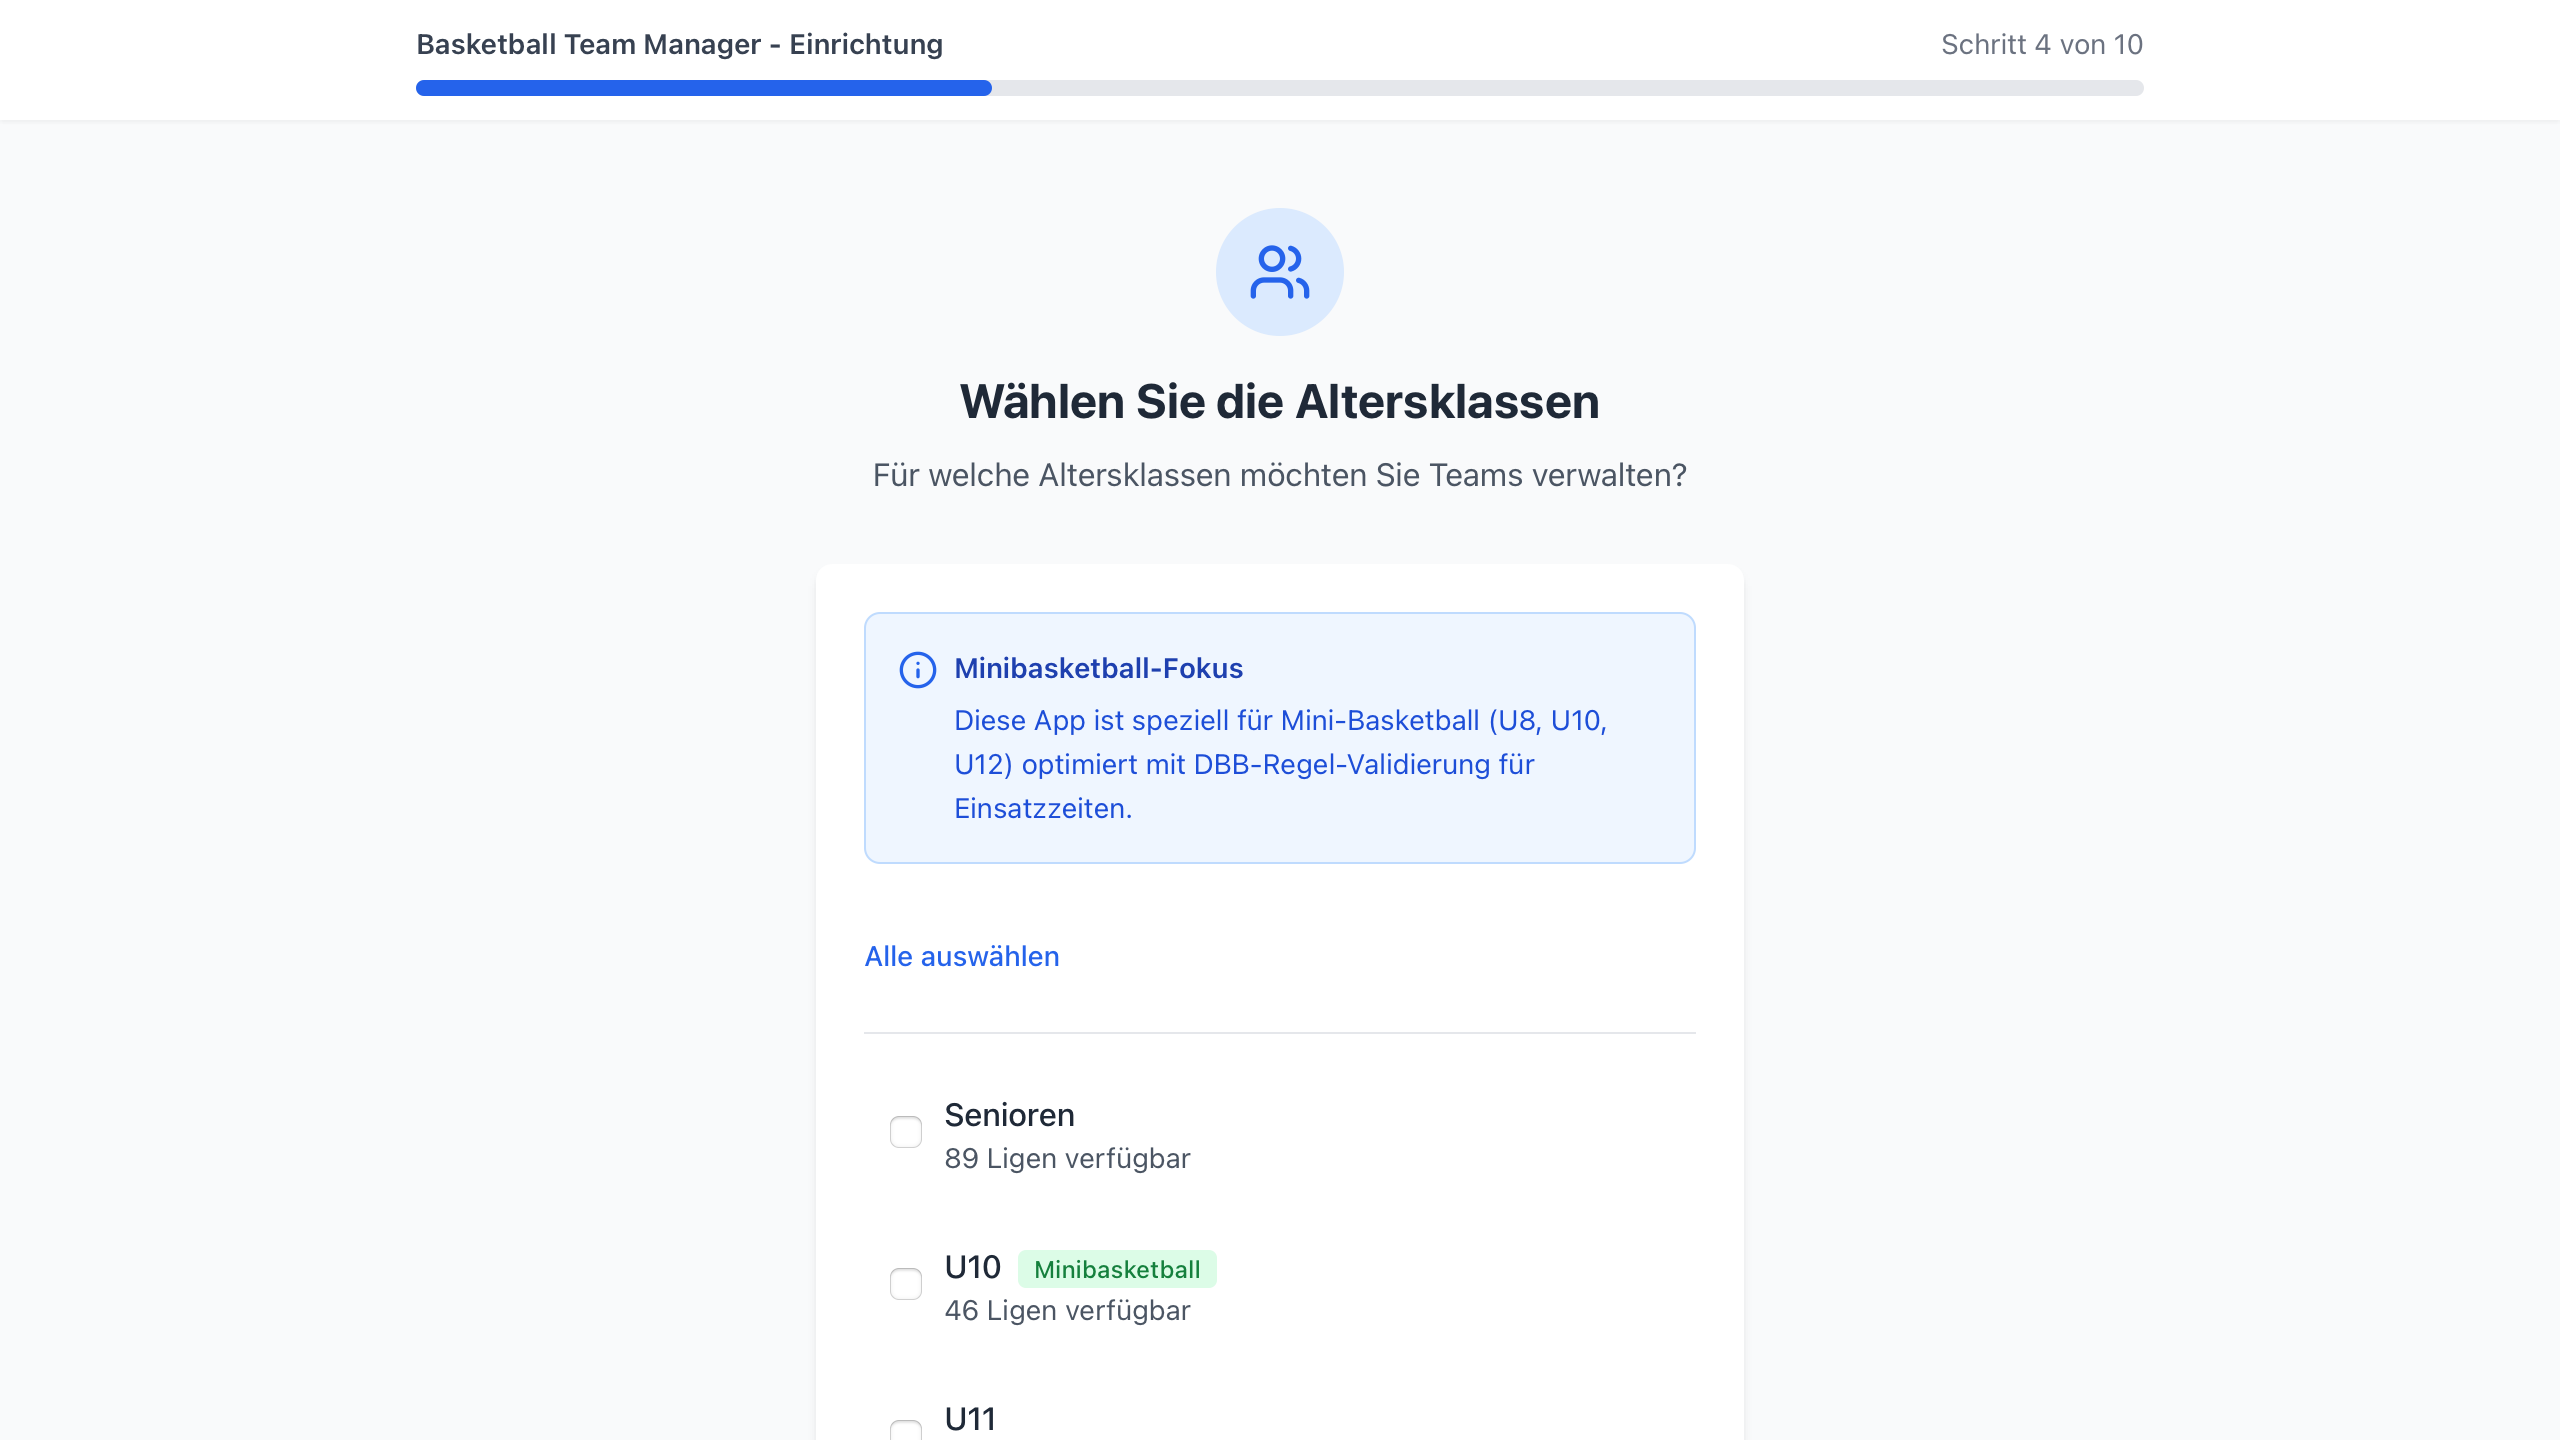 Basketball Team Manager - Einrichtung
Schritt 4 von 10
Wählen Sie die Altersklassen
Für welche Altersklassen möchten Sie Teams verwalten?
Minibasketball-Fokus
Diese App ist speziell für Mini-Basketball (U8, U10,
U12) optimiert mit DBB-Regel-Validierung für
Einsatzzeiten.
Alle auswählen
Senioren
89 Ligen verfügbar
U10 Minibasketball
46 Ligen verfügbar
U11